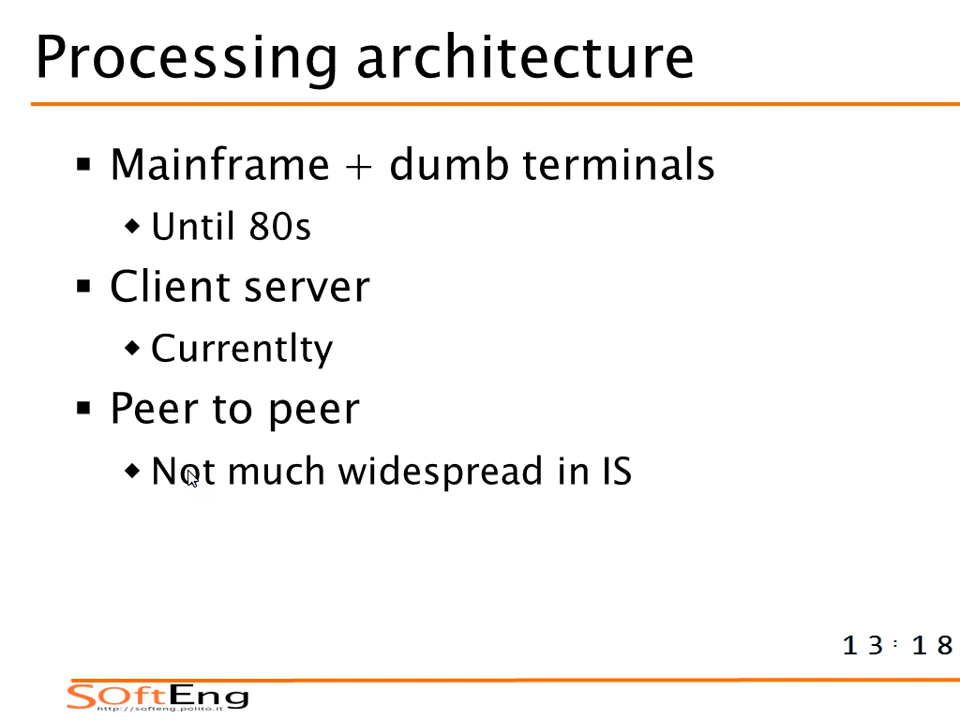 Processing architecture
▪ Mainframe + dumb terminals
◆ Until 80s
▪ Client server
◆ Currentlty
▪ Peer to peer
◆ Not much widespread in IS
13:18
SoftEng
http://softeng.polito.it